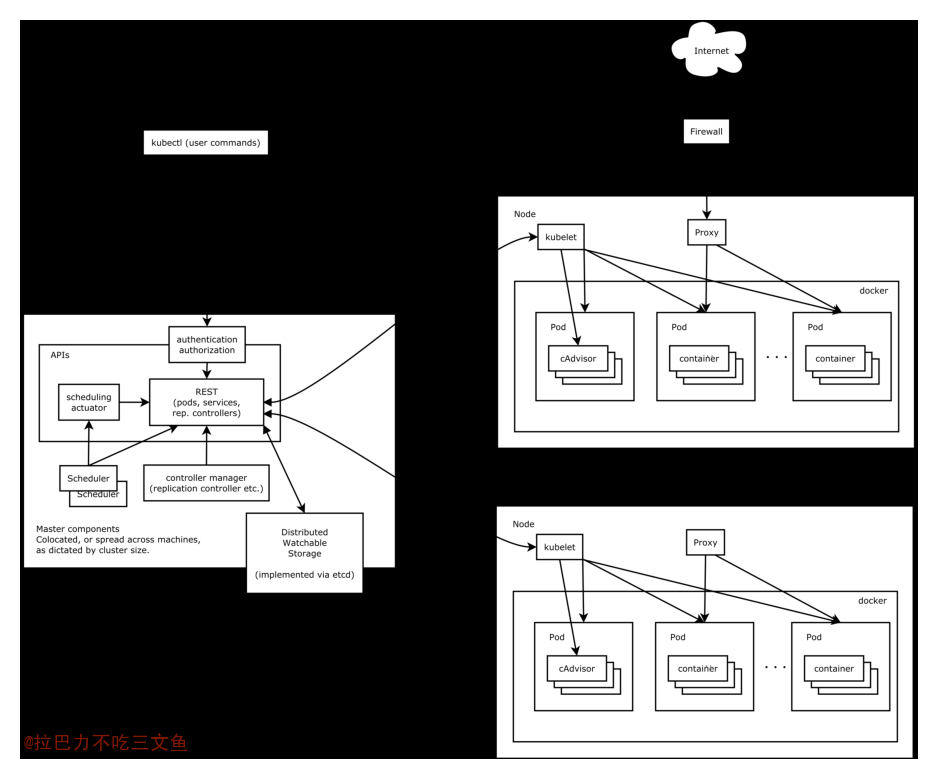 Internet
kubectl (user commands)
Firewall
Node
kubelet
Proxy
docker
Pod
cAdvisor
Pod
container
. . .
Pod
container
authentication
authorization
APIs
scheduling
actuator
REST
(pods, services,
rep. controllers)
Scheduler
Scheduler
controller manager
(replication controller etc.)
Master components
Colocated, or spread across machines,
as dictated by cluster size.
Distributed
Watchable
Storage
(implemented via etcd)
Node
kubelet
Proxy
docker
Pod
cAdvisor
Pod
container
. . .
Pod
container
@拉巴力不吃三文鱼